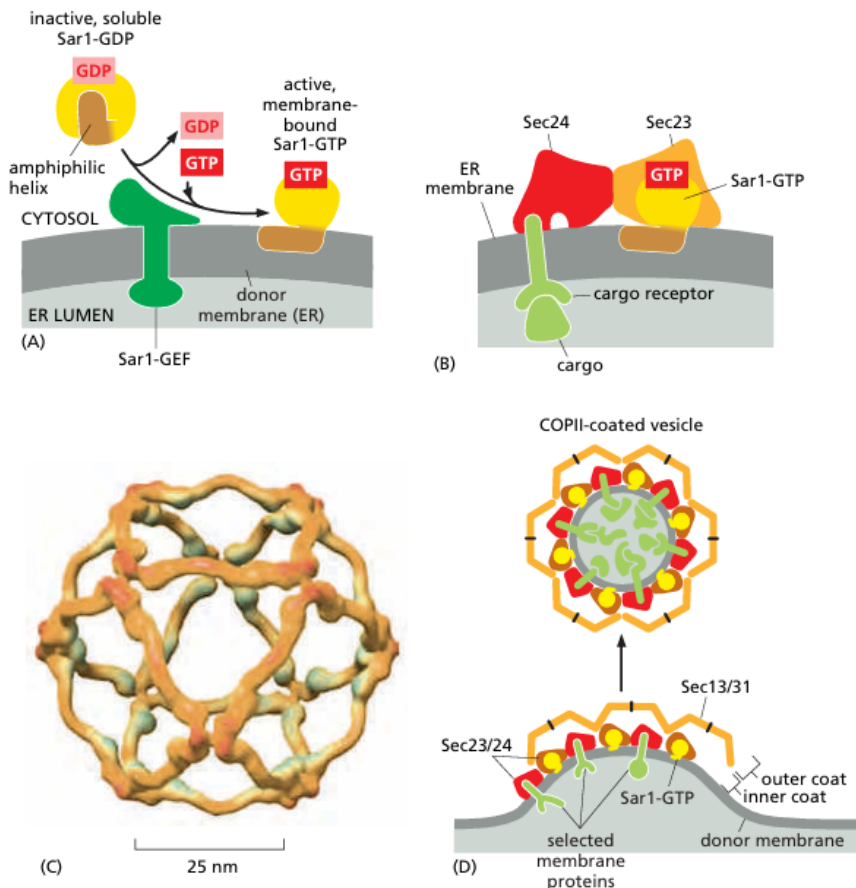 inactive, soluble
Sar1-GDP
GDP
amphiphilic
helix
GDP
GTP
active,
membrane-
bound
Sar1-GTP
GTP
CYTOSOL
donor
membrane (ER)
ER LUMEN
Sar1-GEF
(A)
Sec24
Sec23
ER
membrane
GTP
Sar1-GTP
cargo receptor
cargo
(B)
25 nm
(C)
COPII-coated vesicle
Sec13/31
Sec23/24
Sar1-GTP
outer coat
inner coat
selected
membrane
proteins
donor membrane
(D)